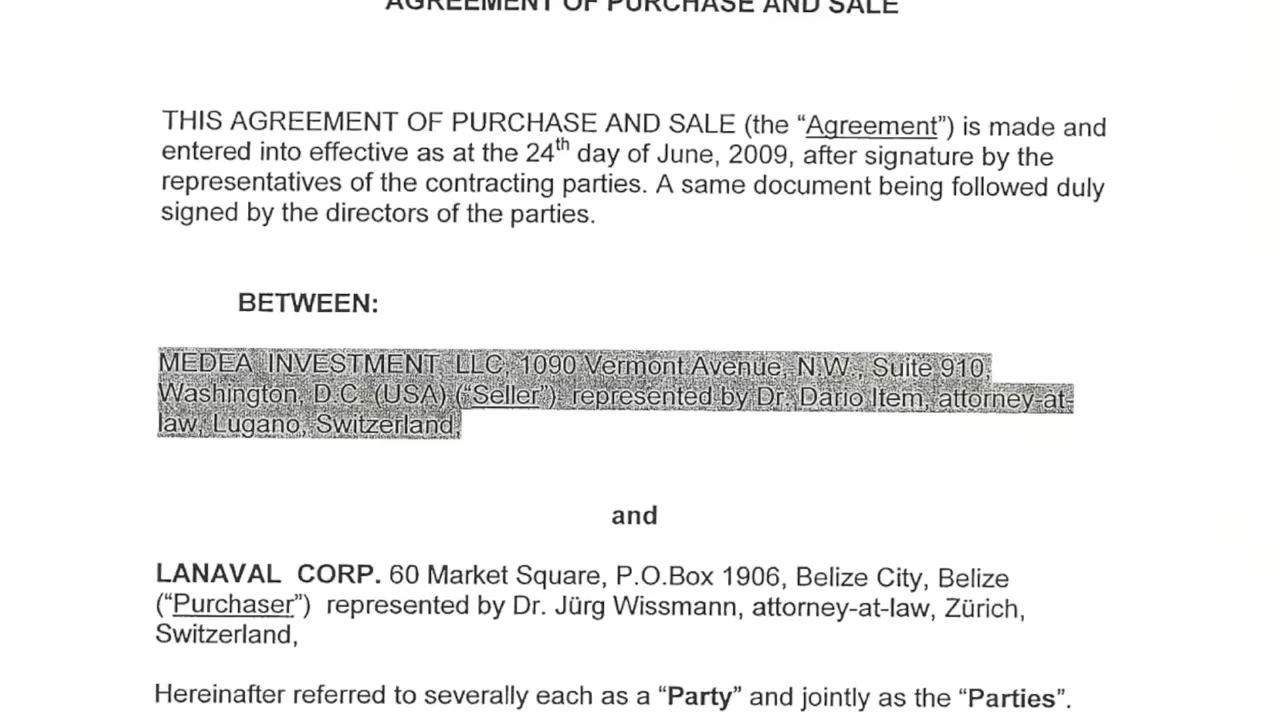 AGREEMENT OF PURCHASE AND SALE
THIS AGREEMENT OF PURCHASE AND SALE (the “Agreement”) is made and
entered into effective as at the 24th day of June, 2009, after signature by the
representatives of the contracting parties. A same document being followed duly
signed by the directors of the parties.
BETWEEN:
MEDEA INVESTMENT, LLC, 1090 Vermont Avenue, N.W., Suite 910,
Washington, D.C. (USA) (“Seller”) represented by Dr. Dario Item, attorney-at-
law, Lugano, Switzerland,
and
LANAVAL CORP. 60 Market Square, P.O.Box 1906, Belize City, Belize
(“Purchaser”) represented by Dr. Jürg Wissmann, attorney-at-law, Zürich,
Switzerland,
Hereinafter referred to severally each as a “Party” and jointly as the “Parties”.